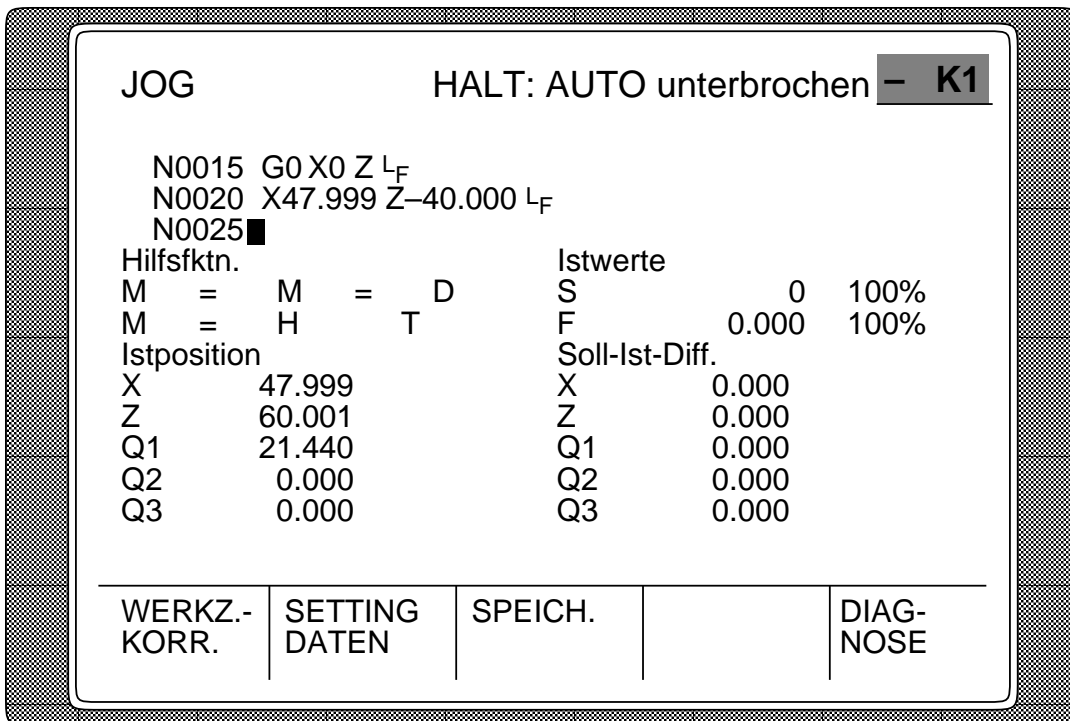 JOG HALT: AUTO unterbrochen – K1
N0015 G0 X0 Z LF
N0020 X47.999 Z–40.000 LF
N0025
Hilfsfktn. Istwerte
M = M = D S 0 100%
M = H T F 0.000 100%
Istposition Soll-Ist-Diff.
X 47.999 X 0.000
Z 60.001 Z 0.000
Q1 21.440 Q1 0.000
Q2 0.000 Q2 0.000
Q3 0.000 Q3 0.000
WERKZ.- SETTING SPEICH. DIAG-
KORR. DATEN NOSE